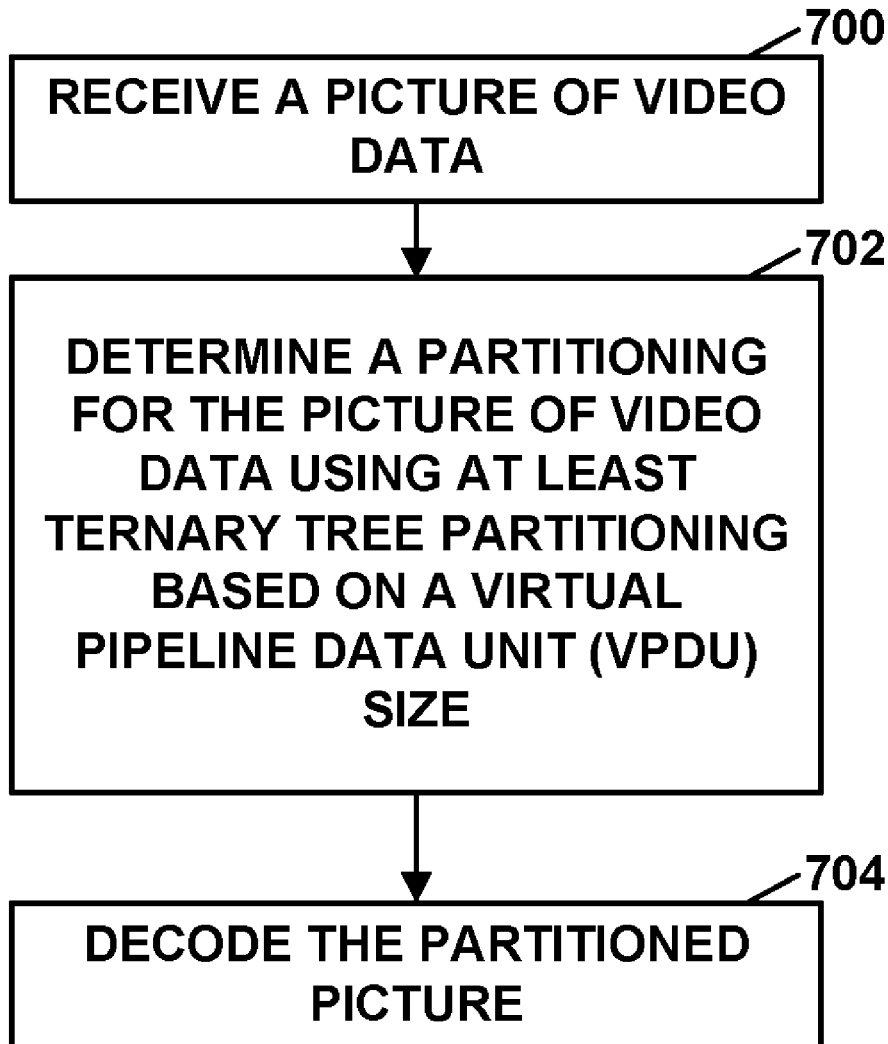 700
RECEIVE A PICTURE OF VIDEO
DATA
702
DETERMINE A PARTITIONING
FOR THE PICTURE OF VIDEO
DATA USING AT LEAST
TERNARY TREE PARTITIONING
BASED ON A VIRTUAL
PIPELINE DATA UNIT (VPDU)
SIZE
704
DECODE THE PARTITIONED
PICTURE